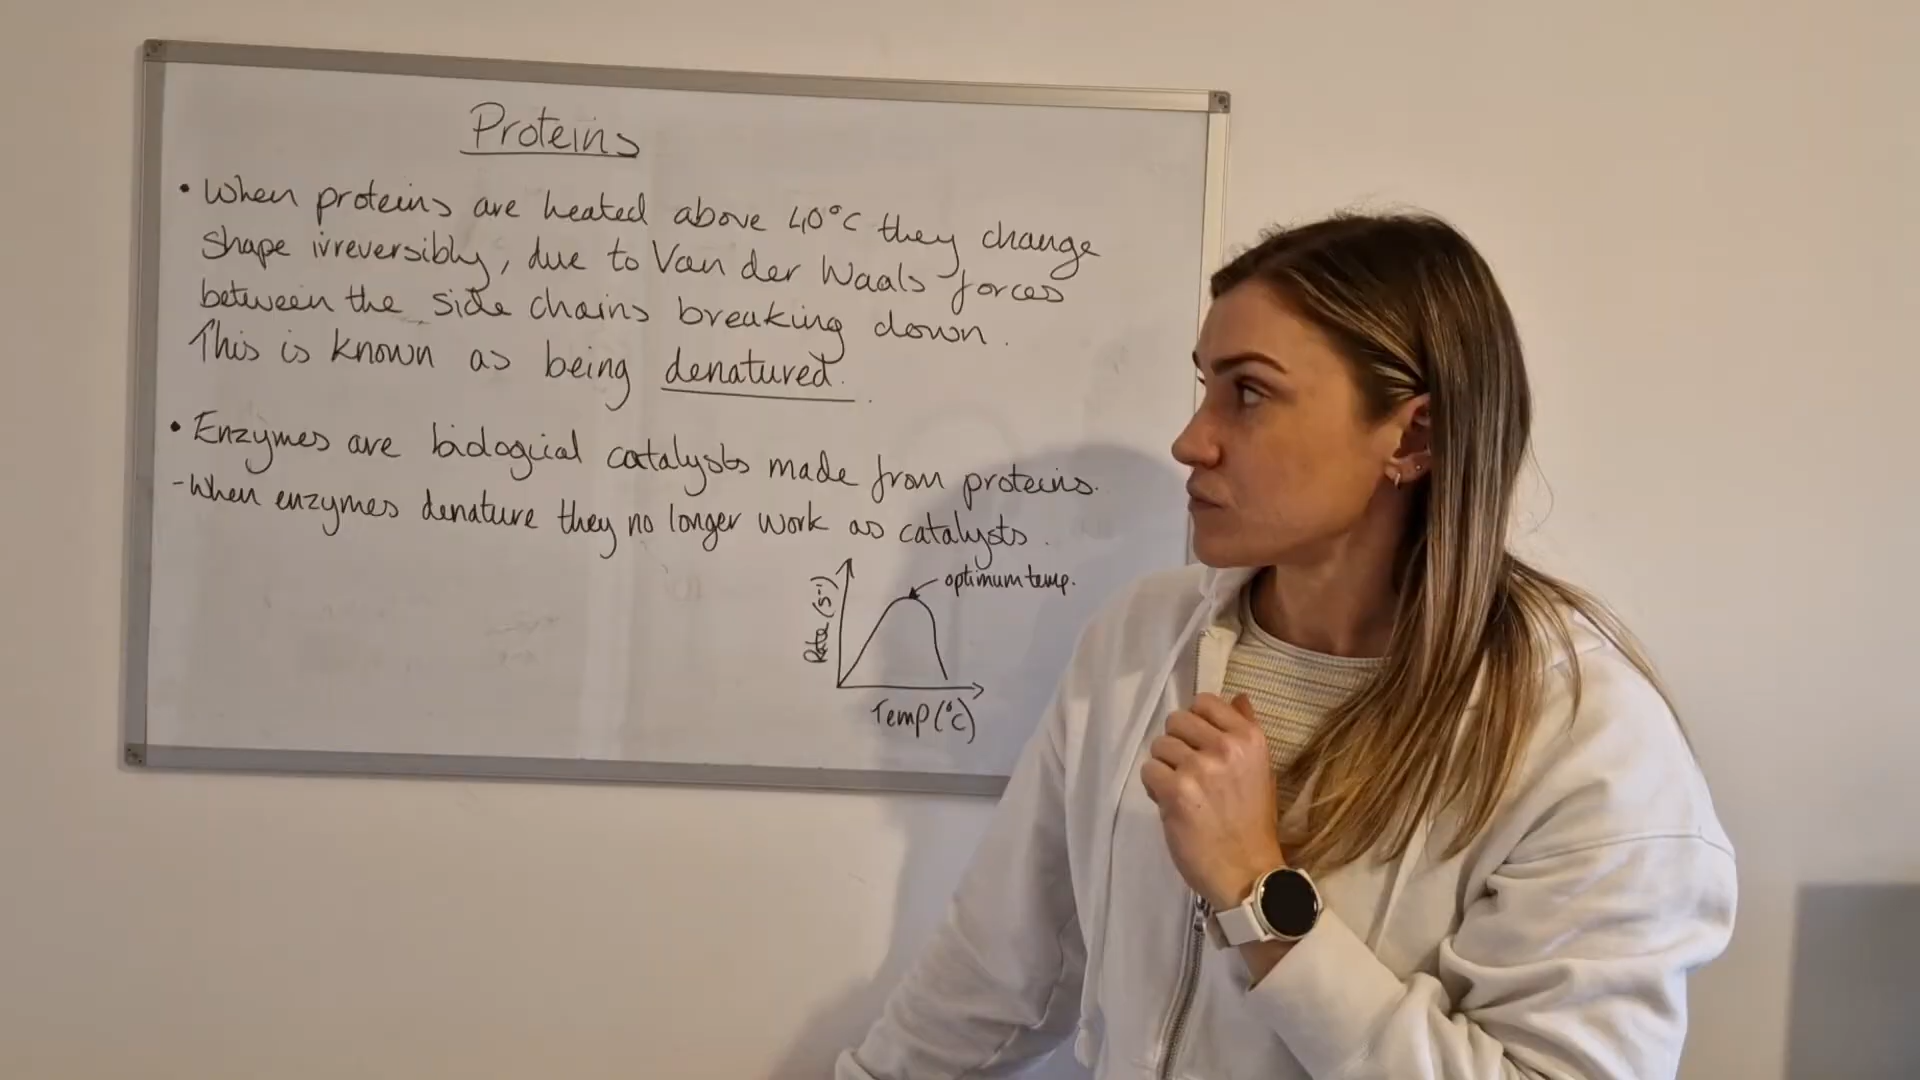 Proteins
• When proteins are heated above 40°C they change
shape irreversibly, due to Van der Waals forces
between the side chains breaking down.
This is known as being denatured.
• Enzymes are biological catalysts made from proteins.
- When enzymes denature they no longer work as catalysts.
optimum temp.
Rate (s⁻¹)
Temp (°C)